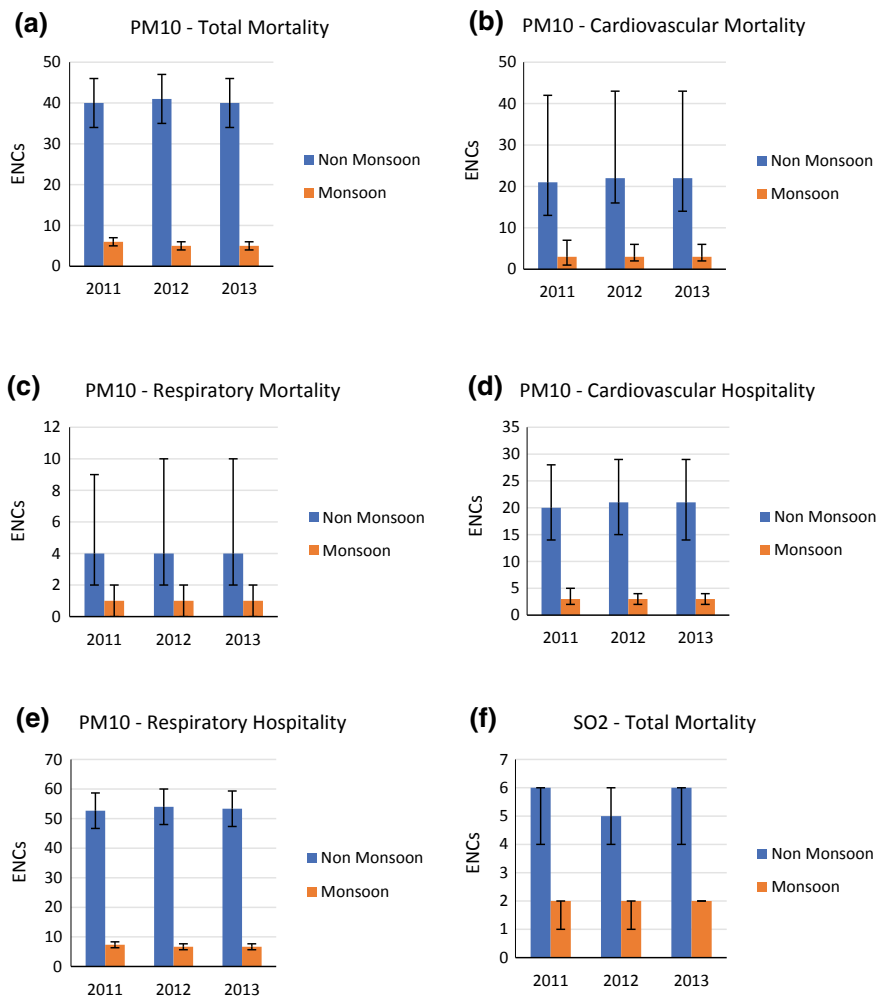 (a)
PM10 - Total Mortality
ENCs
50
40
30
20
10
0
2011 2012 2013
Non Monsoon
Monsoon
(b)
PM10 - Cardiovascular Mortality
ENCs
50
40
30
20
10
0
2011 2012 2013
Non Monsoon
Monsoon
(c)
PM10 - Respiratory Mortality
ENCs
12
10
8
6
4
2
0
2011 2012 2013
Non Monsoon
Monsoon
(d)
PM10 - Cardiovascular Hospitality
ENCs
35
30
25
20
15
10
5
0
2011 2012 2013
Non Monsoon
Monsoon
(e)
PM10 - Respiratory Hospitality
ENCs
70
60
50
40
30
20
10
0
2011 2012 2013
Non Monsoon
Monsoon
(f)
SO2 - Total Mortality
ENCs
7
6
5
4
3
2
1
0
2011 2012 2013
Non Monsoon
Monsoon